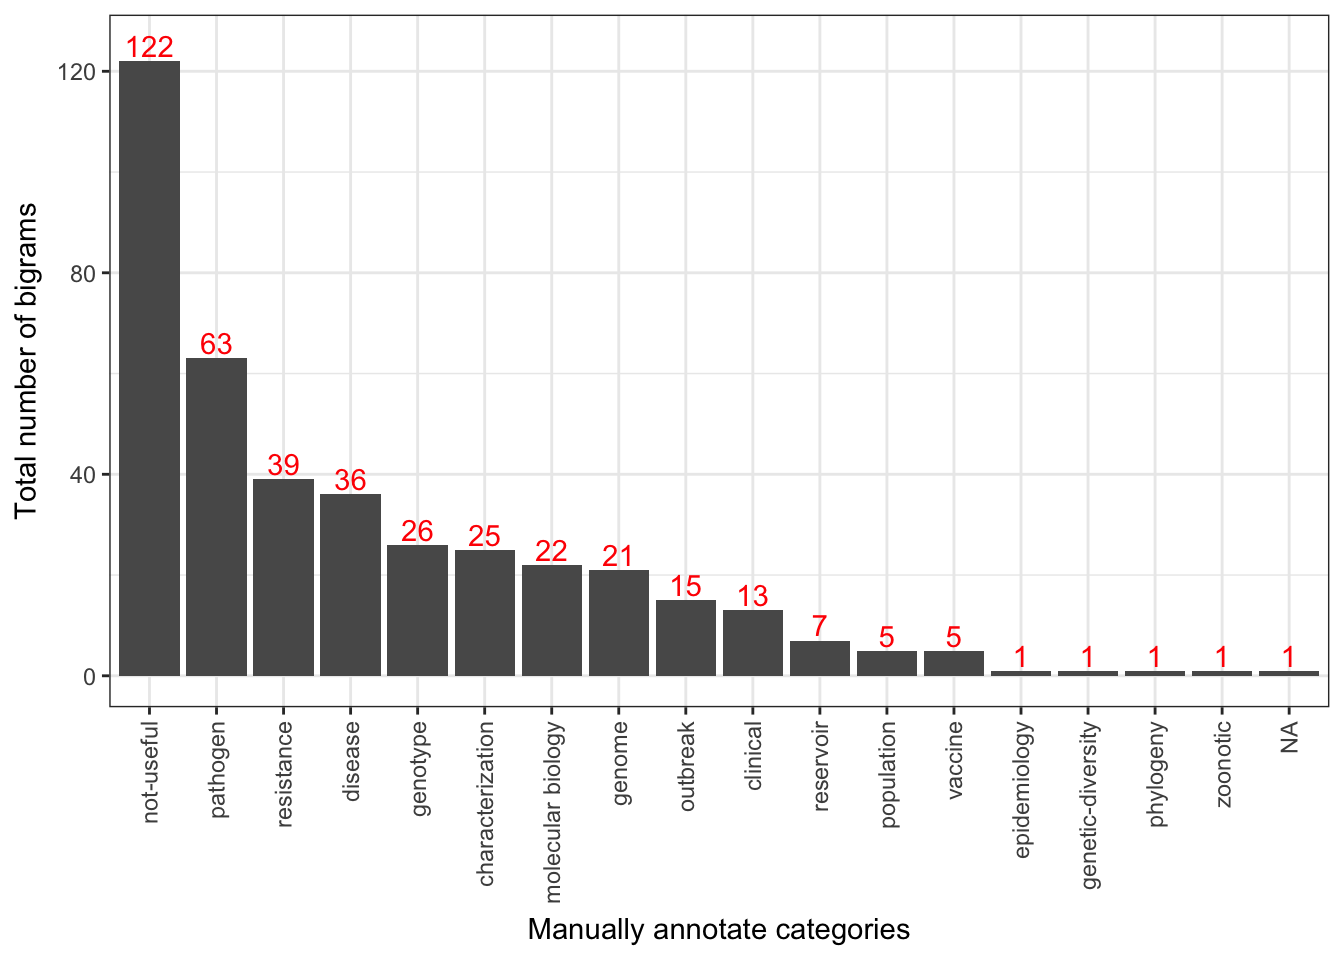 Total number of bigrams
120
80
40
0
122
63
39
36
26
25
22
21
15
13
7
5
5
1
1
1
1
1
not-useful
pathogen
resistance
disease
genotype
characterization
molecular biology
genome
outbreak
clinical
reservoir
population
vaccine
epidemiology
genetic-diversity
phylogeny
zoonotic
NA
Manually annotate categories